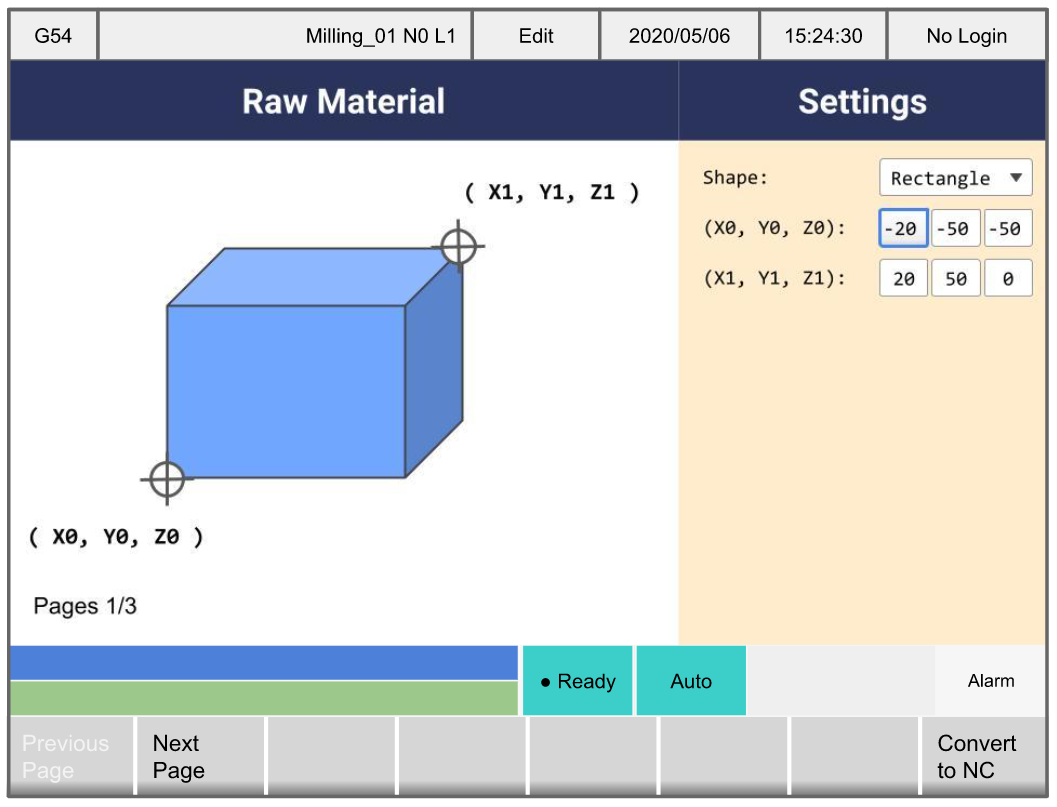 G54 Milling_01 N0 L1 Edit 2020/05/06 15:24:30 No Login
Raw Material
Settings
( X1, Y1, Z1 )
( X0, Y0, Z0 )
Pages 1/3
Shape: Rectangle
(X0, Y0, Z0): -20 -50 -50
(X1, Y1, Z1): 20 50 0
● Ready Auto Alarm
Previous
Page
Next
Page
Convert
to NC